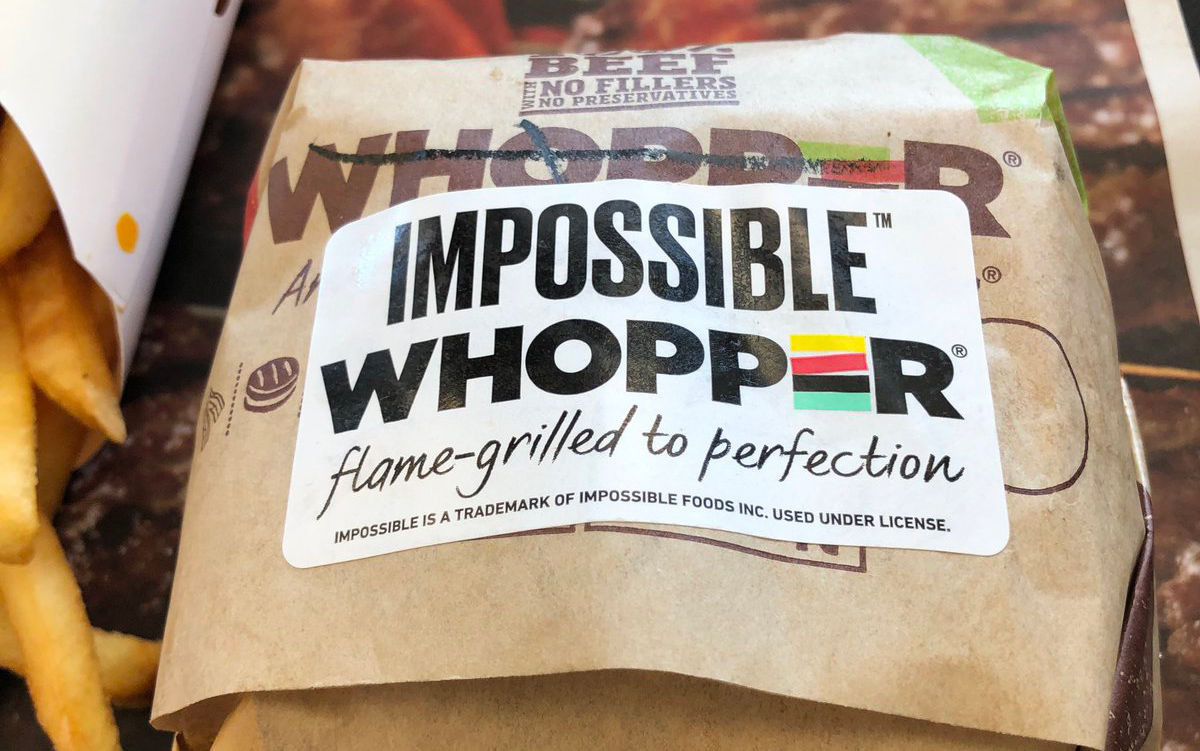 BEEF
WITH NO FILLERS
NO PRESERVATIVES
WHOPPER®
IMPOSSIBLE™
WHOPPER®
flame-grilled to perfection
IMPOSSIBLE IS A TRADEMARK OF IMPOSSIBLE FOODS INC. USED UNDER LICENSE.